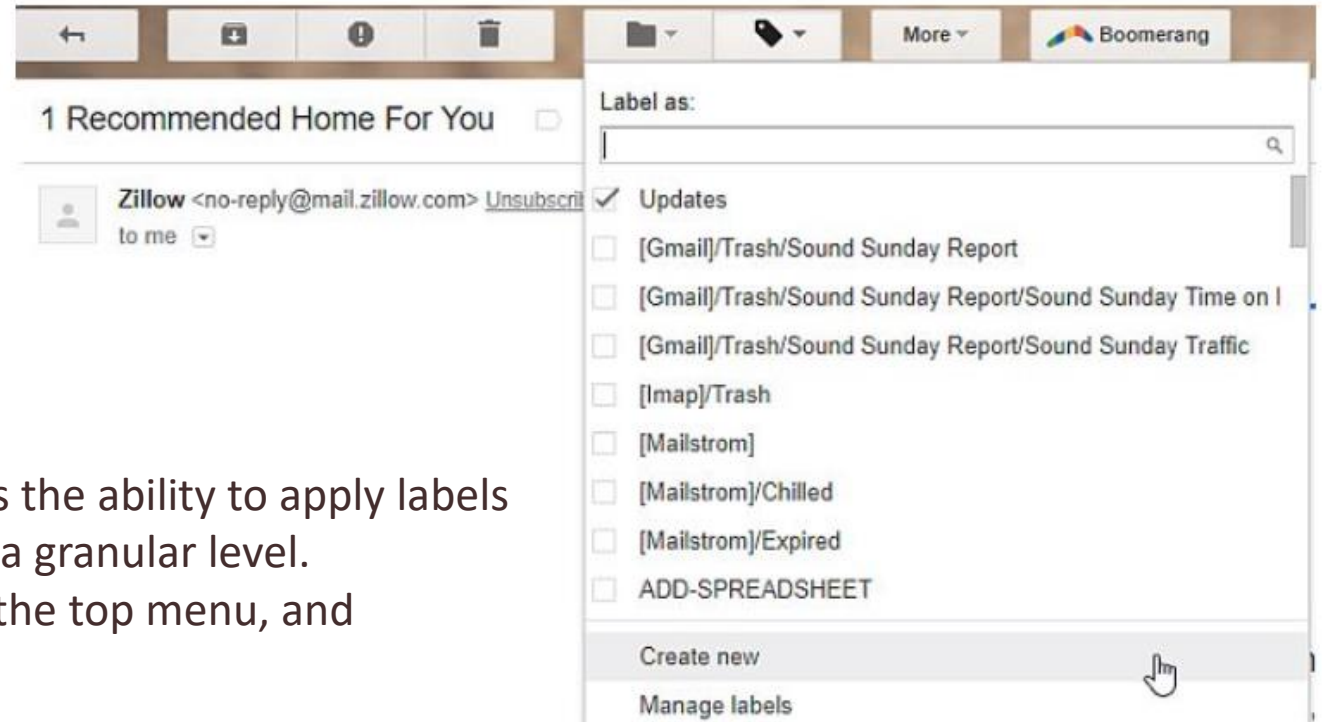 More
Boomerang
1 Recommended Home For You
Label as:
Zillow <no-reply@mail.zillow.com> Unsubscri
to me
Updates
[Gmail]/Trash/Sound Sunday Report
[Gmail]/Trash/Sound Sunday Report/Sound Sunday Time on I
[Gmail]/Trash/Sound Sunday Report/Sound Sunday Traffic
[Imap]/Trash
[Mailstrom]
[Mailstrom]/Chilled
[Mailstrom]/Expired
ADD-SPREADSHEET
Create new
Manage labels
s the ability to apply labels
a granular level.
the top menu, and